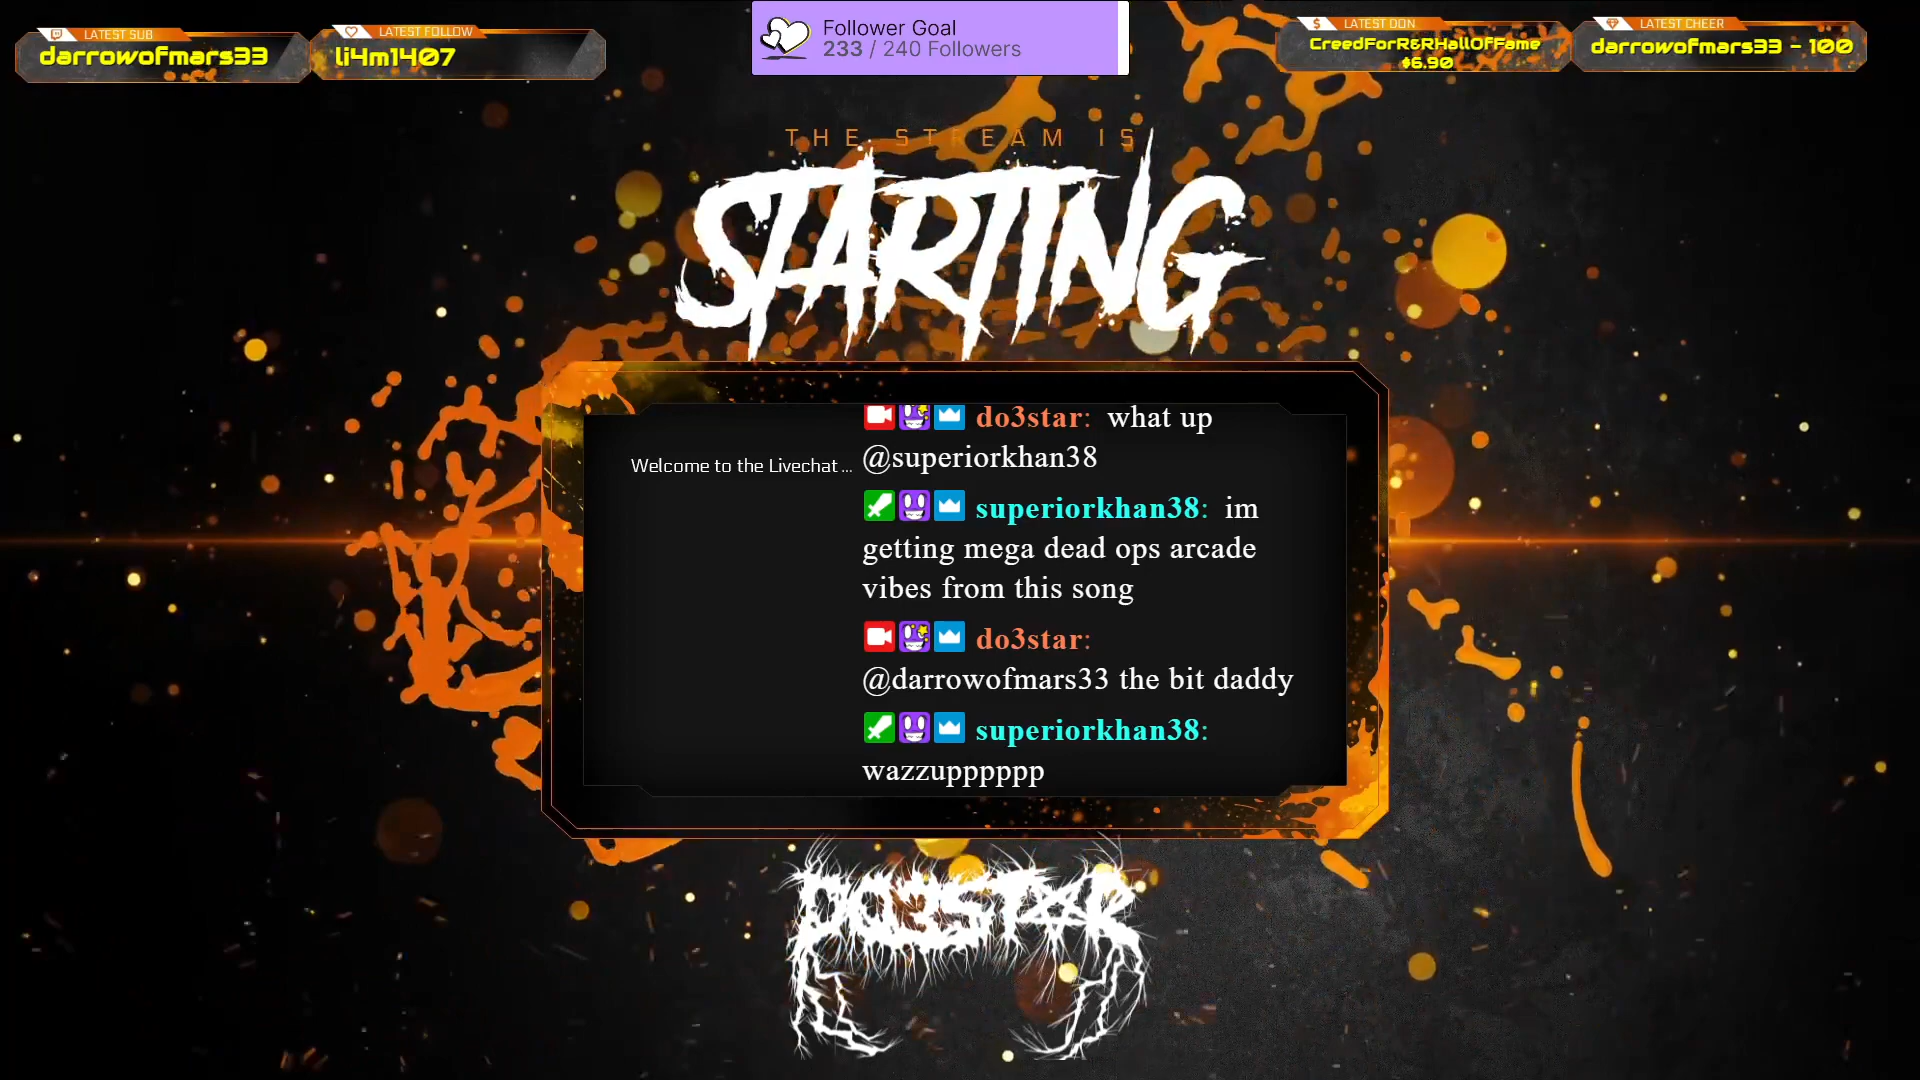 LATEST SUB
darrowofmars33
LATEST FOLLOW
li4m1407
Follower Goal
233 / 240 Followers
LATEST DON
CreedForR&RHallOfFame
$6.90
LATEST CHEER
darrowofmars33 - 100
THE STREAM IS
STARTING
Welcome to the Livechat ...
do3star: what up
@superiorkhan38
superiorkhan38: im
getting mega dead ops arcade
vibes from this song
do3star:
@darrowofmars33 the bit daddy
superiorkhan38:
wazzupppppp
DO3STAR